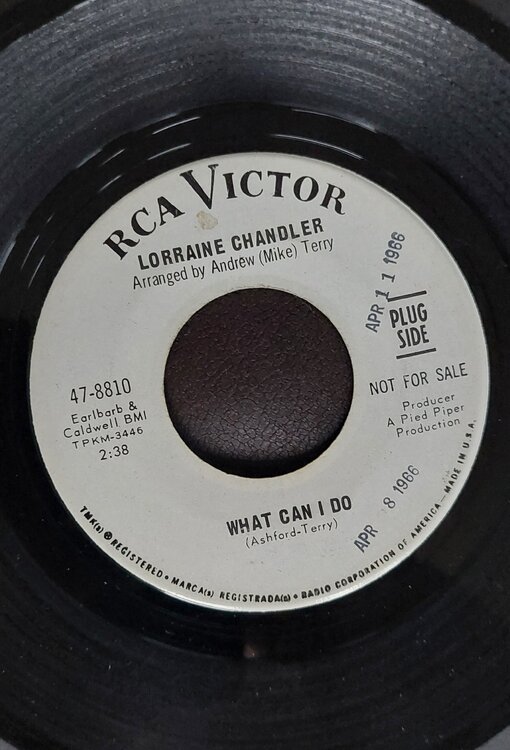 RCA VICTOR
LORRAINE CHANDLER
Arranged by Andrew (Mike) Terry
APR 11 1966
PLUG
SIDE
47-8810
Earlbarb &
Caldwell BMI
TPKM-3446
2:38
NOT FOR SALE
Producer
A Pied Piper
Production
WHAT CAN I DO
(Ashford-Terry)
APR 8 1966
TMK(s) ® REGISTERED • MARCA(s) REGISTRADA(s) • RADIO CORPORATION OF AMERICA—MADE IN U.S.A.